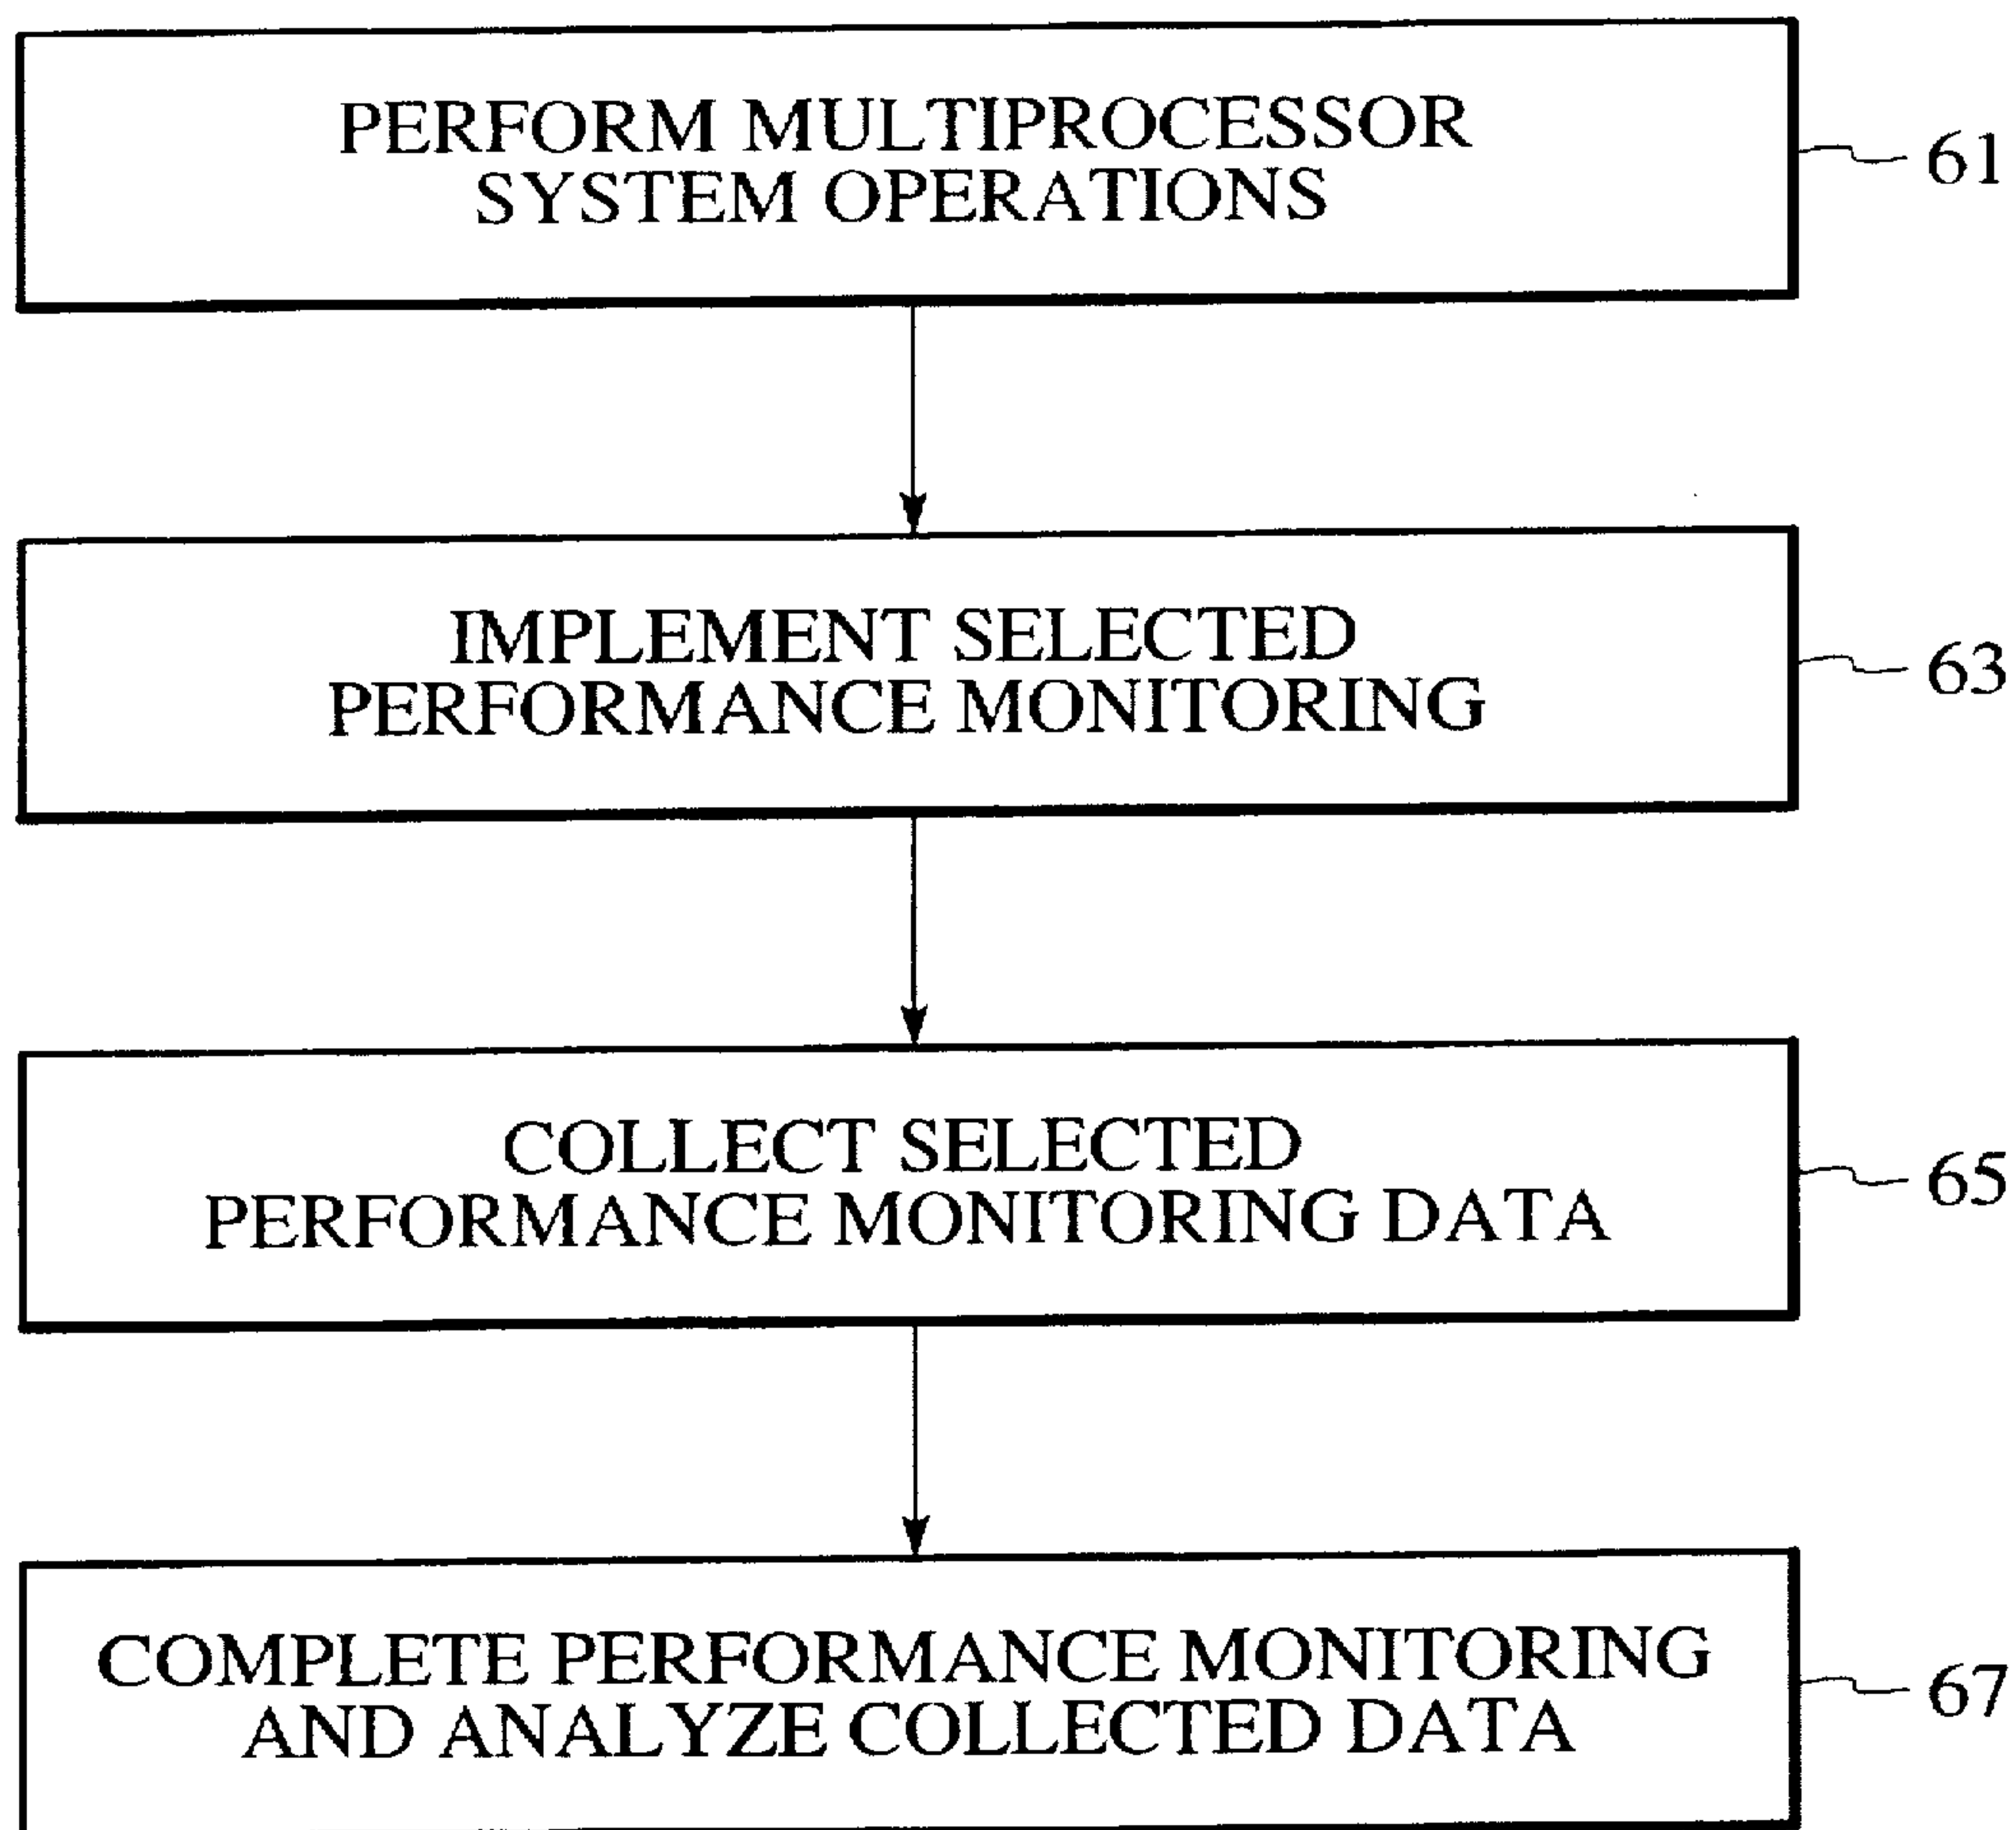 PERFORM MULTIPROCESSOR
SYSTEM OPERATIONS
61
IMPLEMENT SELECTED
PERFORMANCE MONITORING
63
COLLECT SELECTED
PERFORMANCE MONITORING DATA
65
COMPLETE PERFORMANCE MONITORING
AND ANALYZE COLLECTED DATA
67